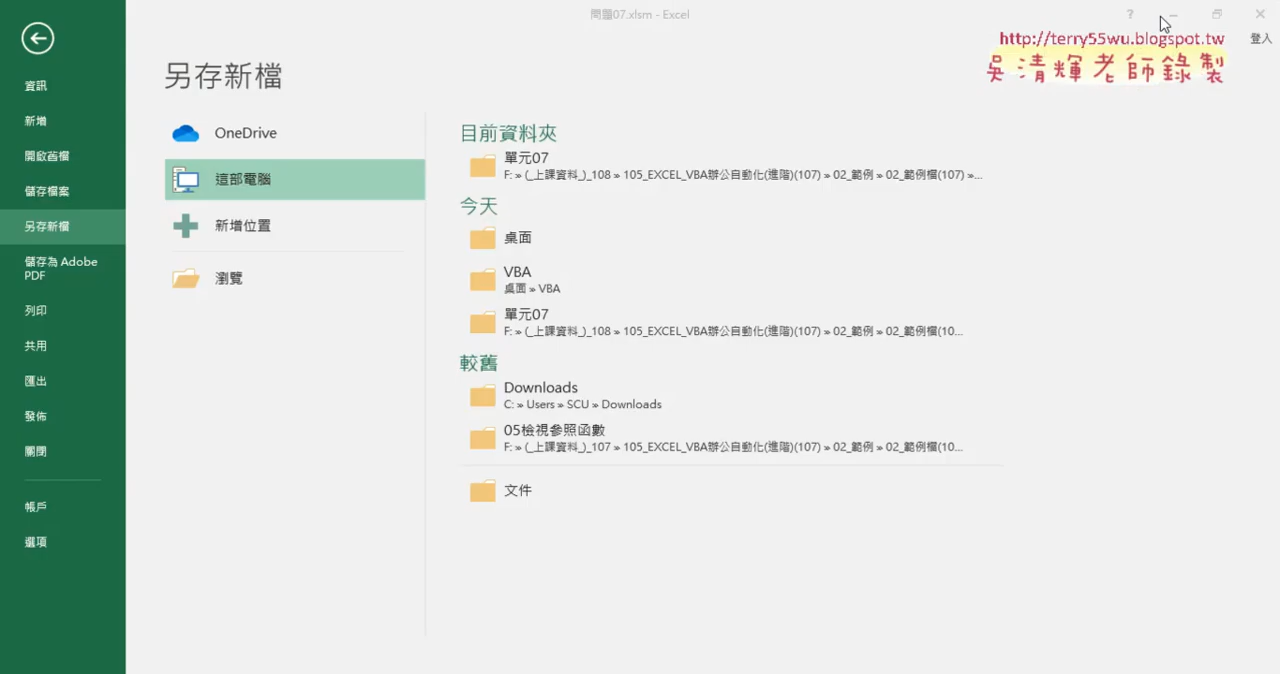 問題07.xlsm - Excel
?
http://terry55wu.blogspot.tw
登入
吳清輝老師錄製
另存新檔
資訊
新增
開啟舊檔
儲存檔案
另存新檔
儲存為 Adobe
PDF
列印
共用
匯出
發佈
關閉
帳戶
選項
OneDrive
這部電腦
新增位置
瀏覽
目前資料夾
單元07
F: » (_上課資料_)_108 » 105_EXCEL_VBA辦公自動化(進階)(107) » 02_範例 » 02_範例檔(107) »...
今天
桌面
VBA
桌面 » VBA
單元07
F: » (_上課資料_)_108 » 105_EXCEL_VBA辦公自動化(進階)(107) » 02_範例 » 02_範例檔(10...
較舊
Downloads
C: » Users » SCU » Downloads
05檢視參照函數
F: » (_上課資料_)_107 » 105_EXCEL_VBA辦公自動化(進階)(107) » 02_範例 » 02_範例檔(10...
文件